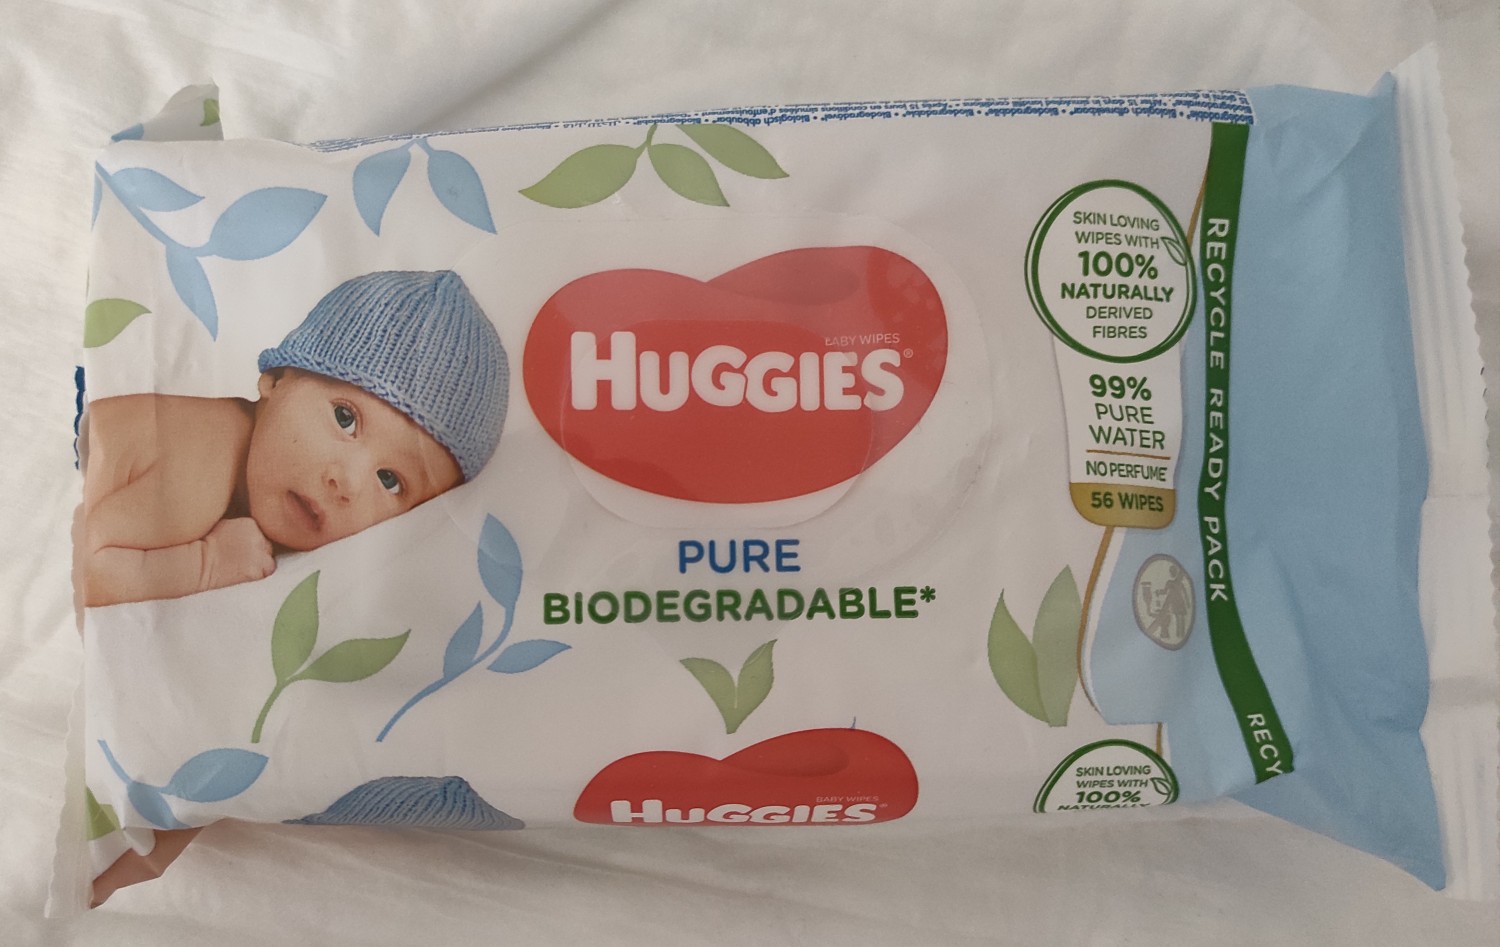 BABY WIPES
HUGGIES®
PURE
BIODEGRADABLE*
SKIN LOVING
WIPES WITH
100%
NATURALLY
DERIVED
FIBRES
99%
PURE
WATER
NO PERFUME
56 WIPES
RECYCLE READY PACK
RECY
BABY WIPES
HUGGIES®
SKIN LOVING
WIPES WITH
100%
NATURALLY